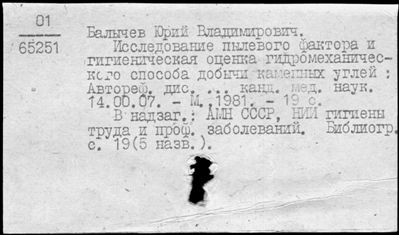 01
65251
Балычев Юрий Владимирович.
Исследование пылевого фактора и
гигиеническая оценка гидромеханичес-
кого способа добычи каменных углей :
Автореф. дис. ... канд. мед. наук.
14.00.07. - М., 1981. - 19 с.
В надзаг.: АМН СССР, НИИ гигиены
труда и проф. заболеваний. Библиогр.
с. 19(5 назв.).